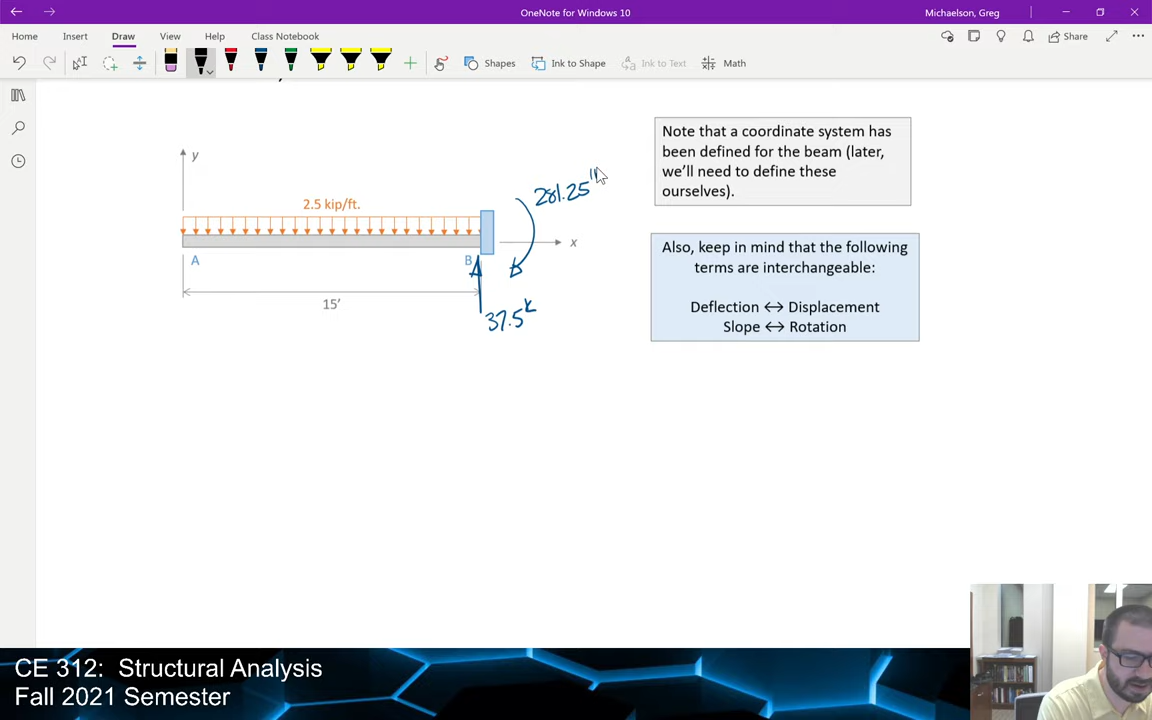 OneNote for Windows 10
Michaelson, Greg
Home
Insert
Draw
View
Help
Class Notebook
Share
Shapes
Ink to Shape
Ink to Text
Math
y
2.5 kip/ft.
281.25
x
A
B
15'
37.5k
Note that a coordinate system has
been defined for the beam (later,
we'll need to define these
ourselves).
Also, keep in mind that the following
terms are interchangeable:
Deflection ↔ Displacement
Slope ↔ Rotation
CE 312: Structural Analysis
Fall 2021 Semester